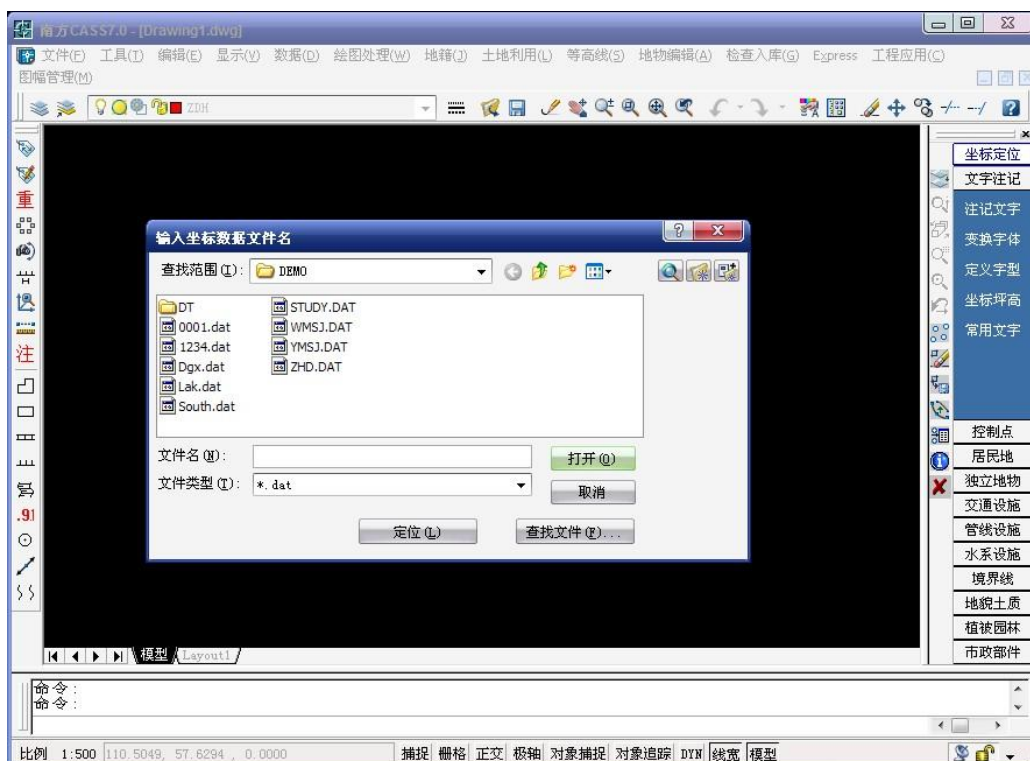 南方CASS7.0 - [Drawing1.dwg]
文件(F) 工具(T) 编辑(E) 显示(V) 数据(D) 绘图处理(W) 地籍(J) 土地利用(L) 等高线(S) 地物编辑(A) 检查入库(G) Express 工程应用(C)
图幅管理(M)
ZDH
重
注
.91
输入坐标数据文件名
查找范围(I): DEMO
DT STUDY.DAT
0001.dat WMSJ.DAT
1234.dat YMSJ.DAT
Dgx.dat ZHD.DAT
Lak.dat
South.dat
文件名(N): 打开(O)
文件类型(T): *.dat 取消
定位(L) 查找文件(F)...
坐标定位
文字注记
注记文字
变换字体
定义字型
坐标坪高
常用文字
控制点
居民地
独立地物
交通设施
管线设施
水系设施
境界线
地貌土质
植被园林
市政部件
模型 Layout1
命令:
命令:
比例 1:500 110.5049, 57.6294 , 0.0000 捕捉 栅格 正交 极轴 对象捕捉 对象追踪 DYN 线宽 模型